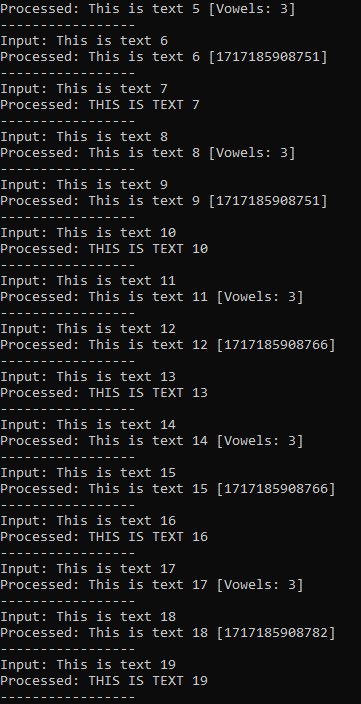 Processed: This is text 5 [Vowels: 3]
-----------------
Input: This is text 6
Processed: This is text 6 [1717185908751]
-----------------
Input: This is text 7
Processed: THIS IS TEXT 7
-----------------
Input: This is text 8
Processed: This is text 8 [Vowels: 3]
-----------------
Input: This is text 9
Processed: This is text 9 [1717185908751]
-----------------
Input: This is text 10
Processed: THIS IS TEXT 10
-----------------
Input: This is text 11
Processed: This is text 11 [Vowels: 3]
-----------------
Input: This is text 12
Processed: This is text 12 [1717185908766]
-----------------
Input: This is text 13
Processed: THIS IS TEXT 13
-----------------
Input: This is text 14
Processed: This is text 14 [Vowels: 3]
-----------------
Input: This is text 15
Processed: This is text 15 [1717185908766]
-----------------
Input: This is text 16
Processed: THIS IS TEXT 16
-----------------
Input: This is text 17
Processed: This is text 17 [Vowels: 3]
-----------------
Input: This is text 18
Processed: This is text 18 [1717185908782]
-----------------
Input: This is text 19
Processed: THIS IS TEXT 19
-----------------